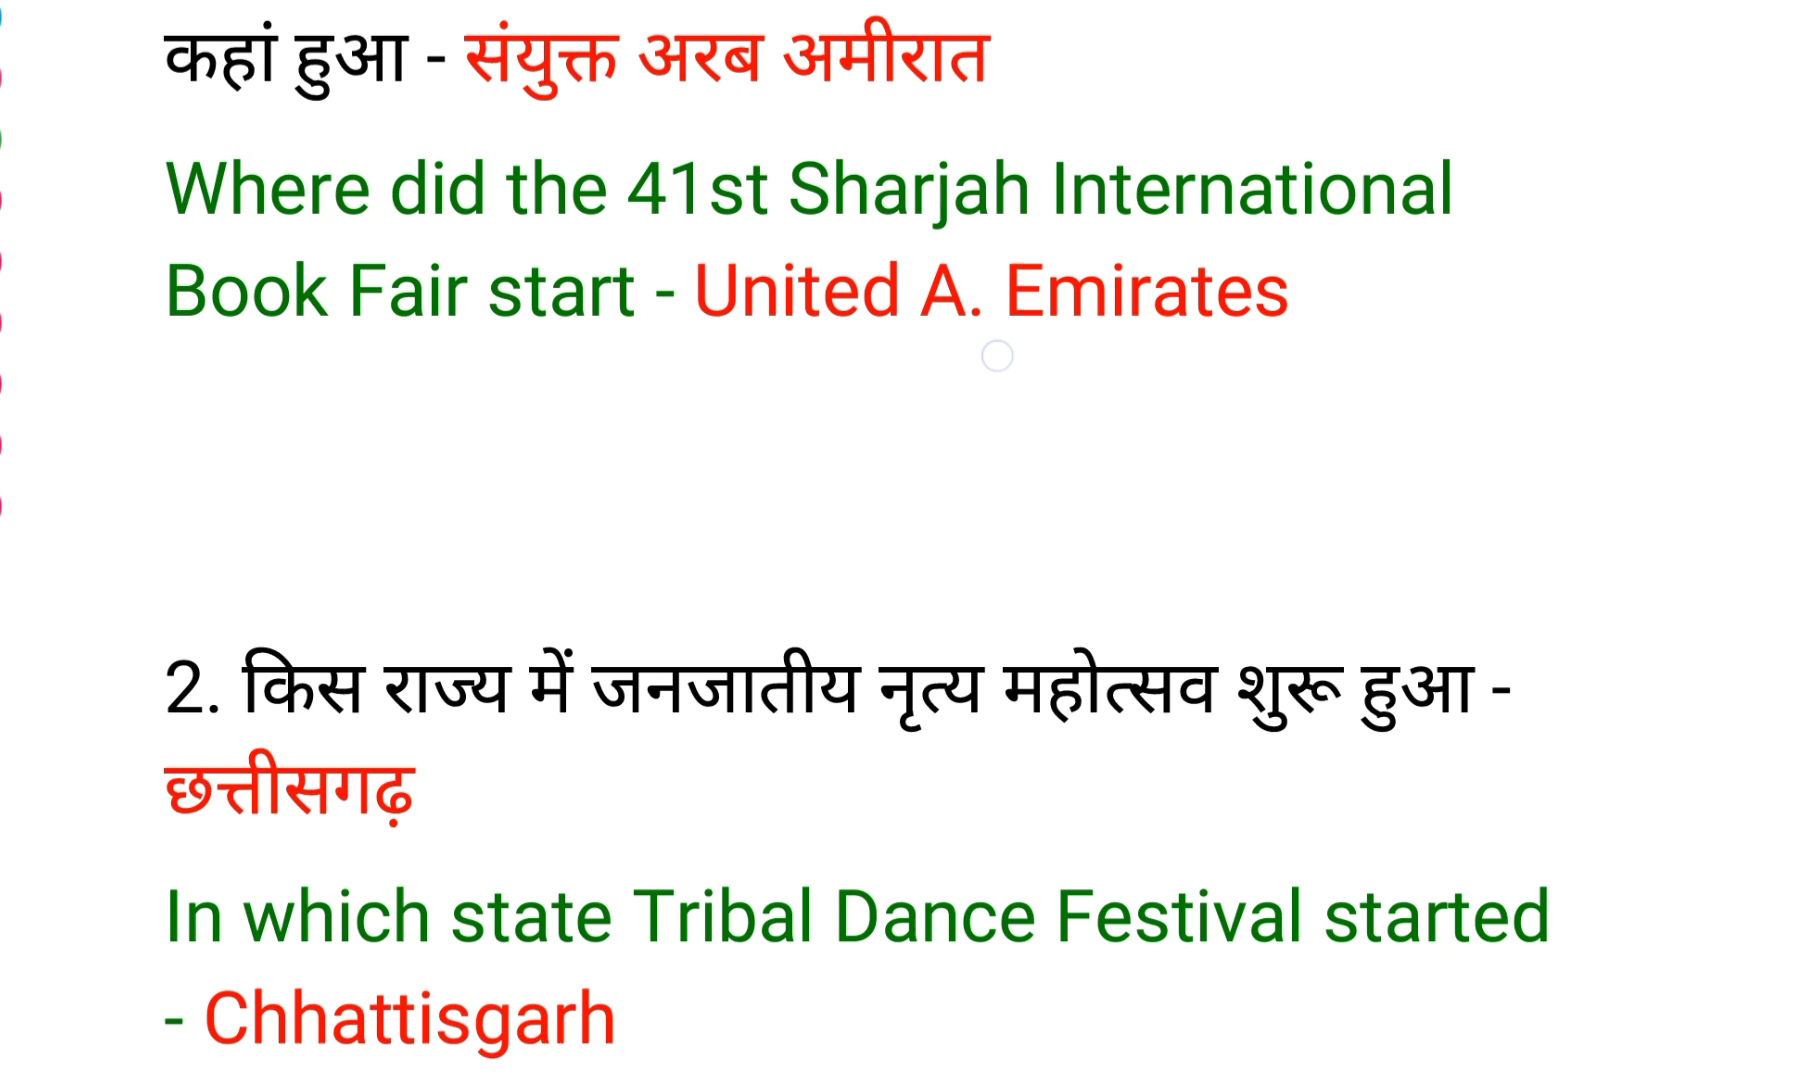 कहां हुआ - संयुक्त अरब अमीरात
Where did the 41st Sharjah International
Book Fair start - United A. Emirates
2. किस राज्य में जनजातीय नृत्य महोत्सव शुरू हुआ -
छत्तीसगढ़
In which state Tribal Dance Festival started
- Chhattisgarh